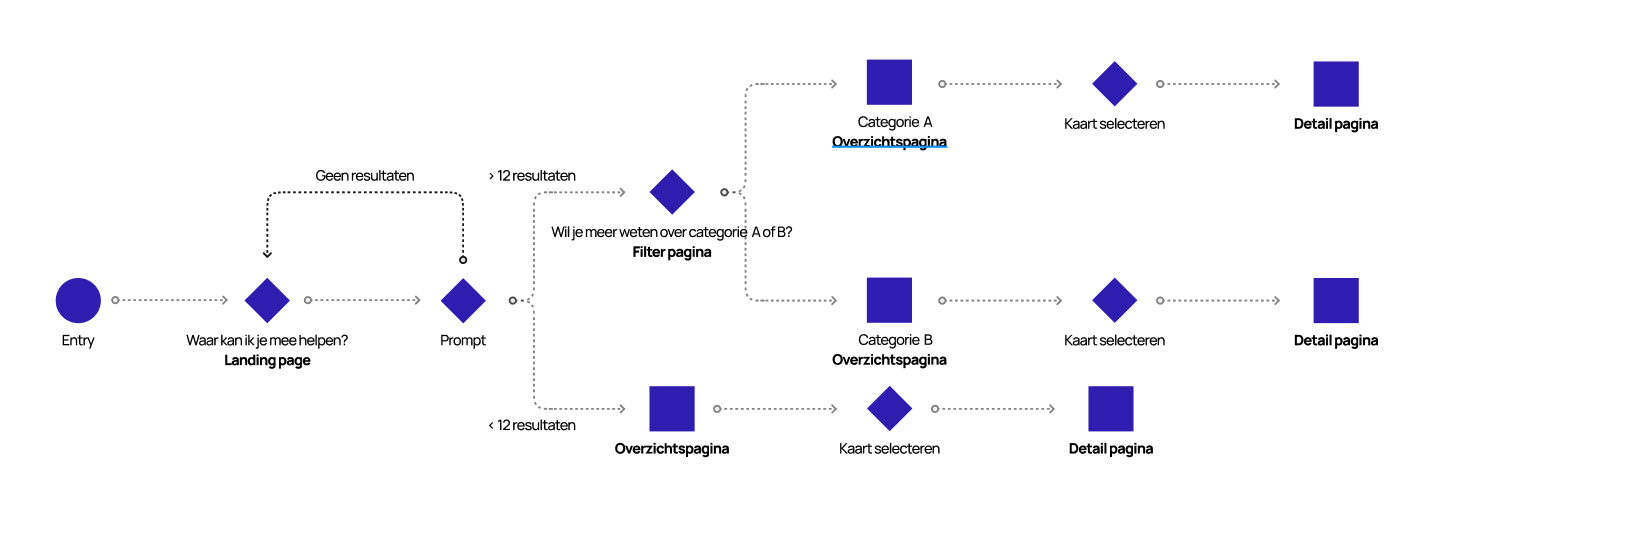 Categorie A
Overzichtspagina
Kaart selecteren
Detail pagina
Geen resultaten
> 12 resultaten
Wil je meer weten over categorie A of B?
Filter pagina
Entry
Waar kan ik je mee helpen?
Landing page
Prompt
Categorie B
Overzichtspagina
Kaart selecteren
Detail pagina
< 12 resultaten
Overzichtspagina
Kaart selecteren
Detail pagina